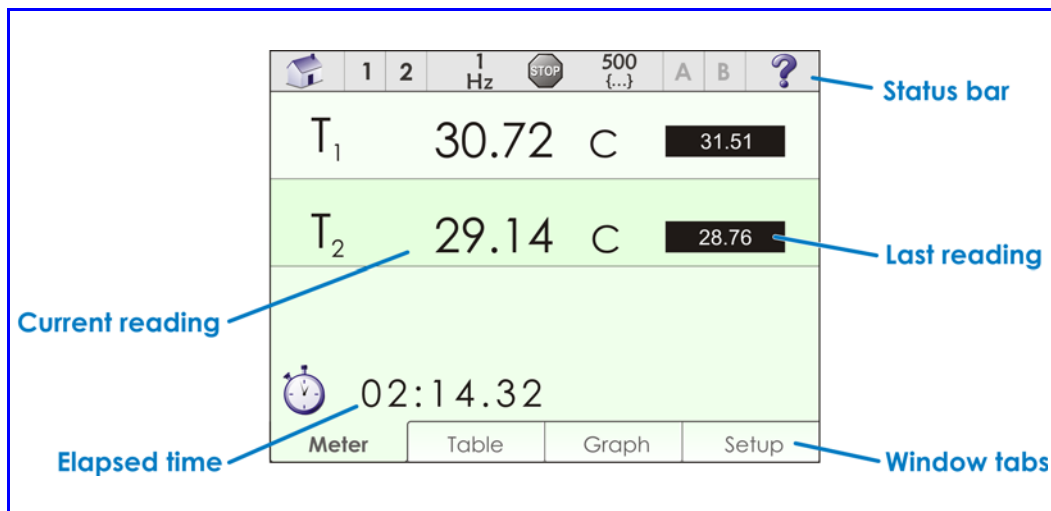 1 2 1 Hz STOP 500 {...} A B ?
Status bar
T1 30.72 C 31.51
T2 29.14 C 28.76
Last reading
Current reading
02:14.32
Meter Table Graph Setup
Elapsed time
Window tabs